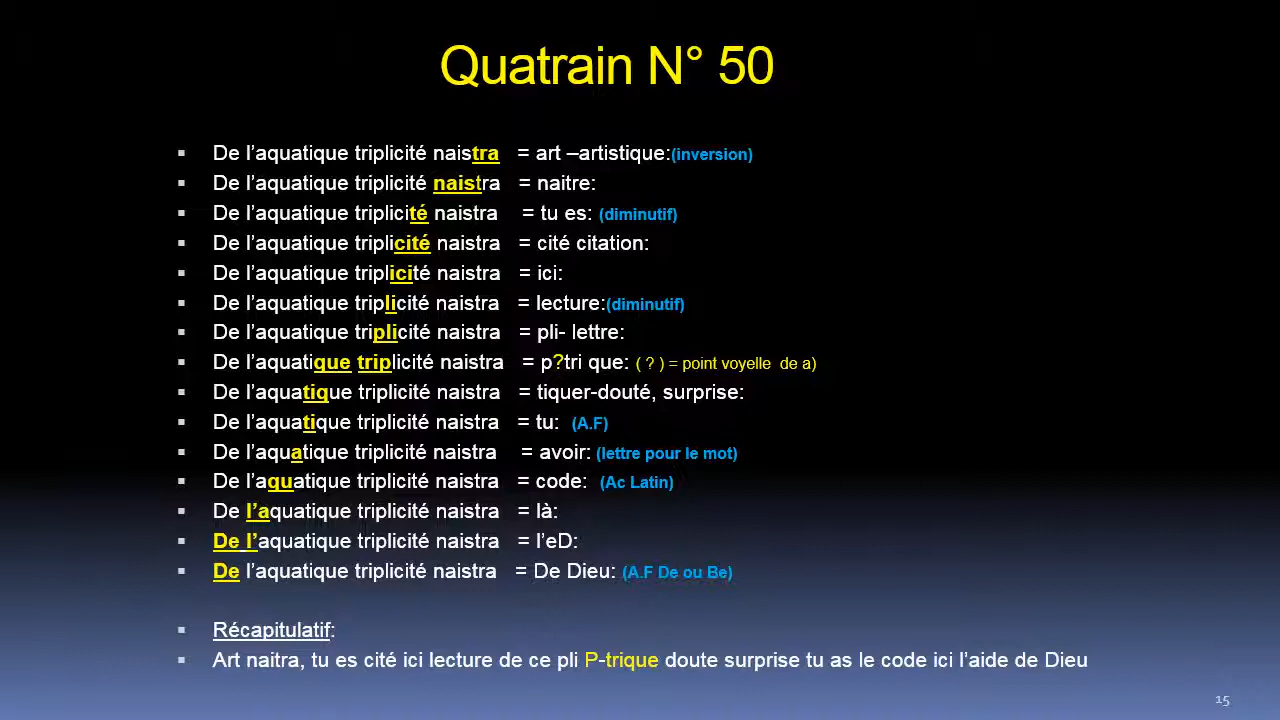 Quatrain N° 50
▪ De l'aquatique triplicité naistra = art –artistique:(inversion)
▪ De l'aquatique triplicité naistra = naitre:
▪ De l'aquatique triplicité naistra = tu es: (diminutif)
▪ De l'aquatique triplicité naistra = cité citation:
▪ De l'aquatique triplicité naistra = ici:
▪ De l'aquatique triplicité naistra = lecture:(diminutif)
▪ De l'aquatique triplicité naistra = pli- lettre:
▪ De l'aquatique triplicité naistra = p?tri que: ( ? ) = point voyelle de a)
▪ De l'aquatique triplicité naistra = tiquer-douté, surprise:
▪ De l'aquatique triplicité naistra = tu: (A.F)
▪ De l'aquatique triplicité naistra = avoir: (lettre pour le mot)
▪ De l'aquatique triplicité naistra = code: (Ac Latin)
▪ De l'aquatique triplicité naistra = là:
▪ De l'aquatique triplicité naistra = l'eD:
▪ De l'aquatique triplicité naistra = De Dieu: (A.F De ou Be)
▪ Récapitulatif:
▪ Art naitra, tu es cité ici lecture de ce pli P-trique doute surprise tu as le code ici l'aide de Dieu
15